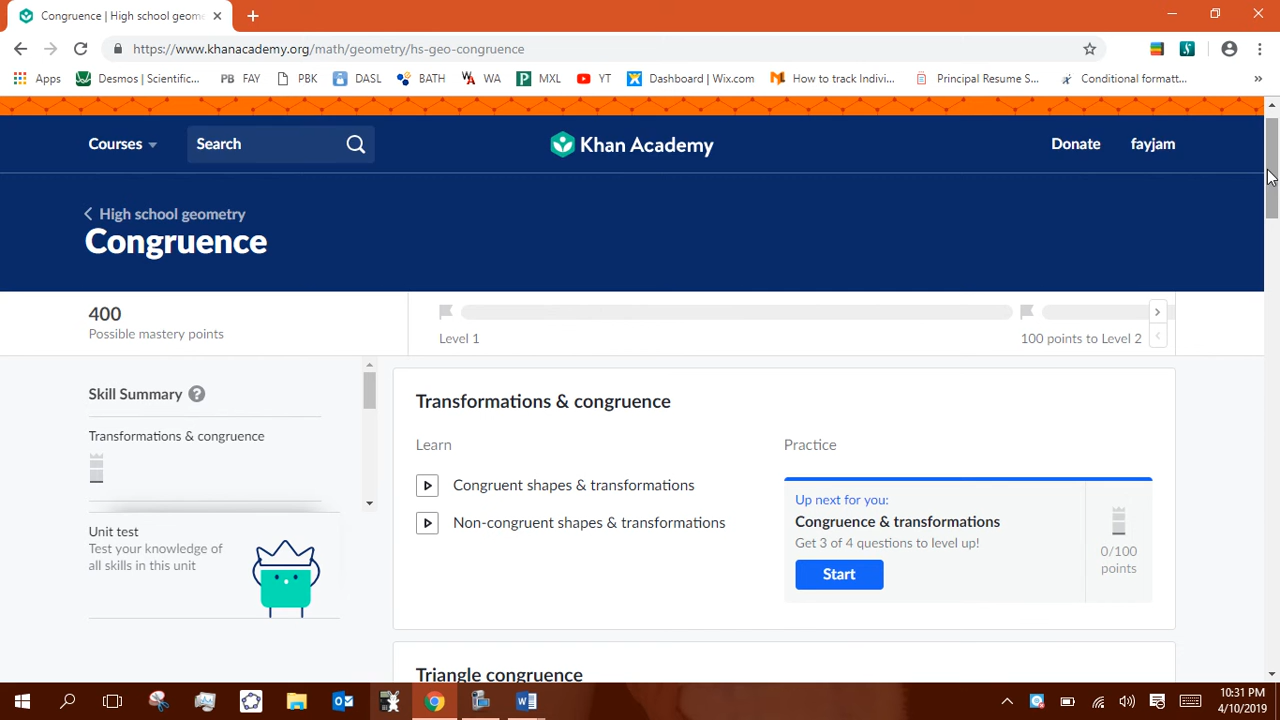 Congruence | High school geome
https://www.khanacademy.org/math/geometry/hs-geo-congruence
Apps Desmos | Scientific... PB FAY PBK DASL BATH WA MXL YT Dashboard | Wix.com How to track Indivi... Principal Resume S... Conditional formatt... »
Courses Search Khan Academy Donate fayjam
High school geometry
Congruence
400
Possible mastery points
Level 1 100 points to Level 2
Skill Summary ?
Transformations & congruence
Unit test
Test your knowledge of
all skills in this unit
Transformations & congruence
Learn Practice
Congruent shapes & transformations
Non-congruent shapes & transformations
Up next for you:
Congruence & transformations
Get 3 of 4 questions to level up!
Start
0/100
points
Triangle congruence
10:31 PM
4/10/2019